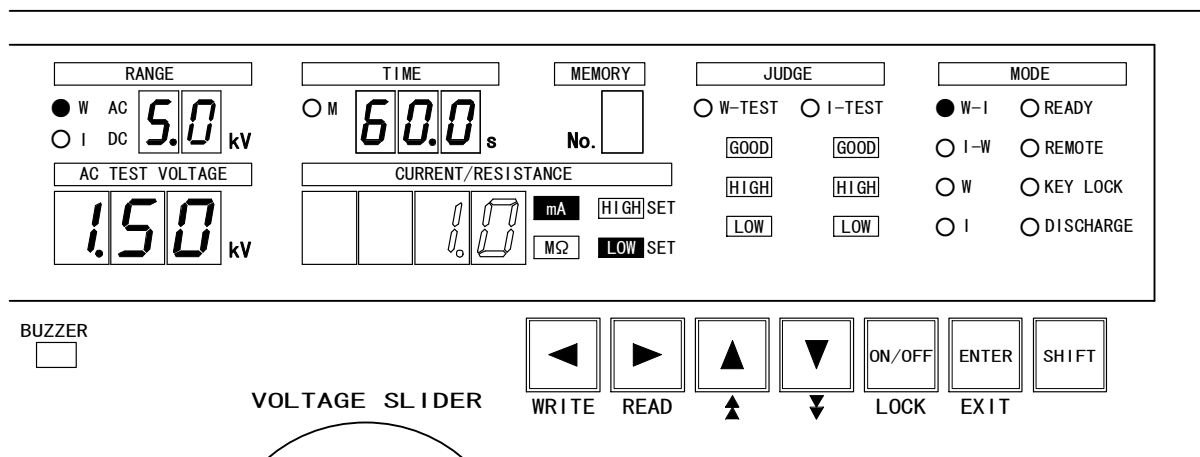 RANGE TIME MEMORY JUDGE MODE
W AC 5.0 kV M 60.0 s No. W-TEST I-TEST W-I READY
I DC GOOD GOOD I-W REMOTE
AC TEST VOLTAGE CURRENT/RESISTANCE HIGH HIGH W KEY LOCK
1.50 kV 1.0 mA HIGH SET LOW LOW I DISCHARGE
MΩ LOW SET
BUZZER
ON/OFF ENTER SHIFT
VOLTAGE SLIDER WRITE READ LOCK EXIT